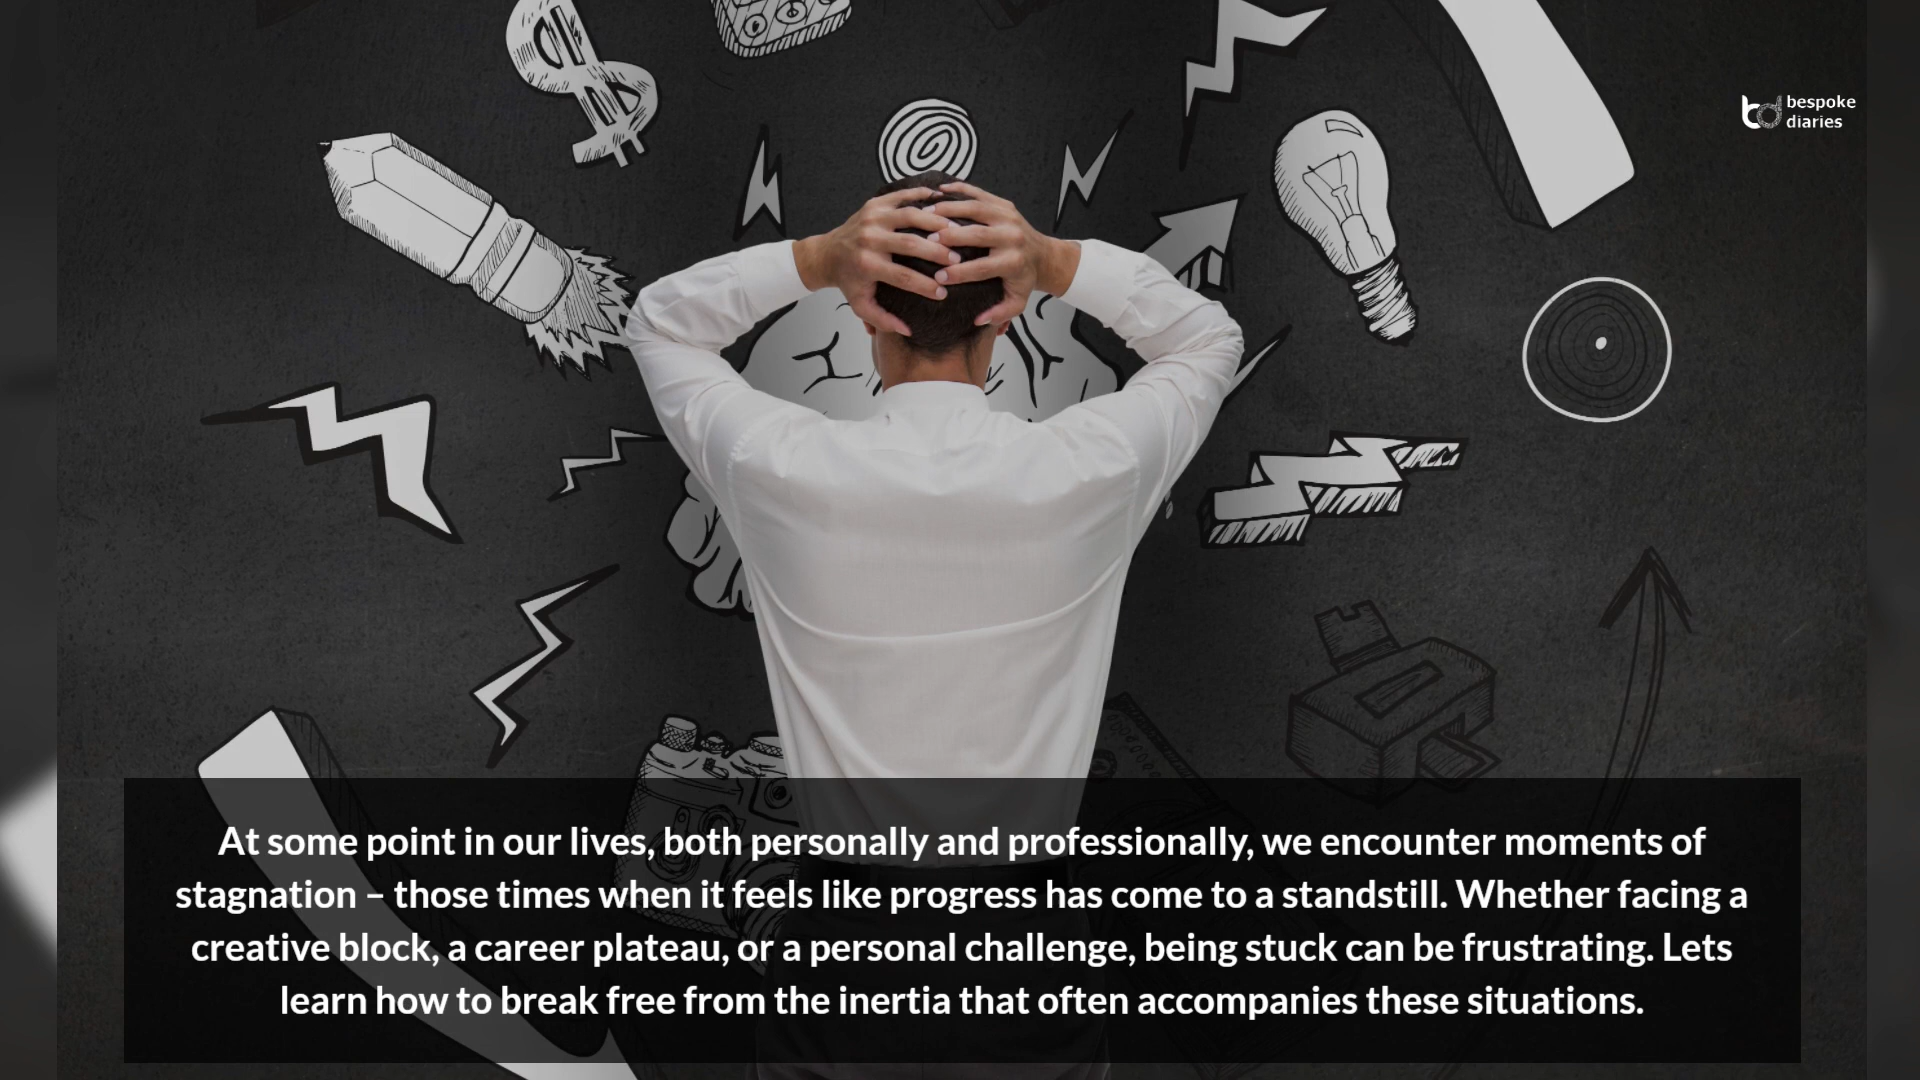 bespoke
diaries
At some point in our lives, both personally and professionally, we encounter moments of
stagnation – those times when it feels like progress has come to a standstill. Whether facing a
creative block, a career plateau, or a personal challenge, being stuck can be frustrating. Lets
learn how to break free from the inertia that often accompanies these situations.